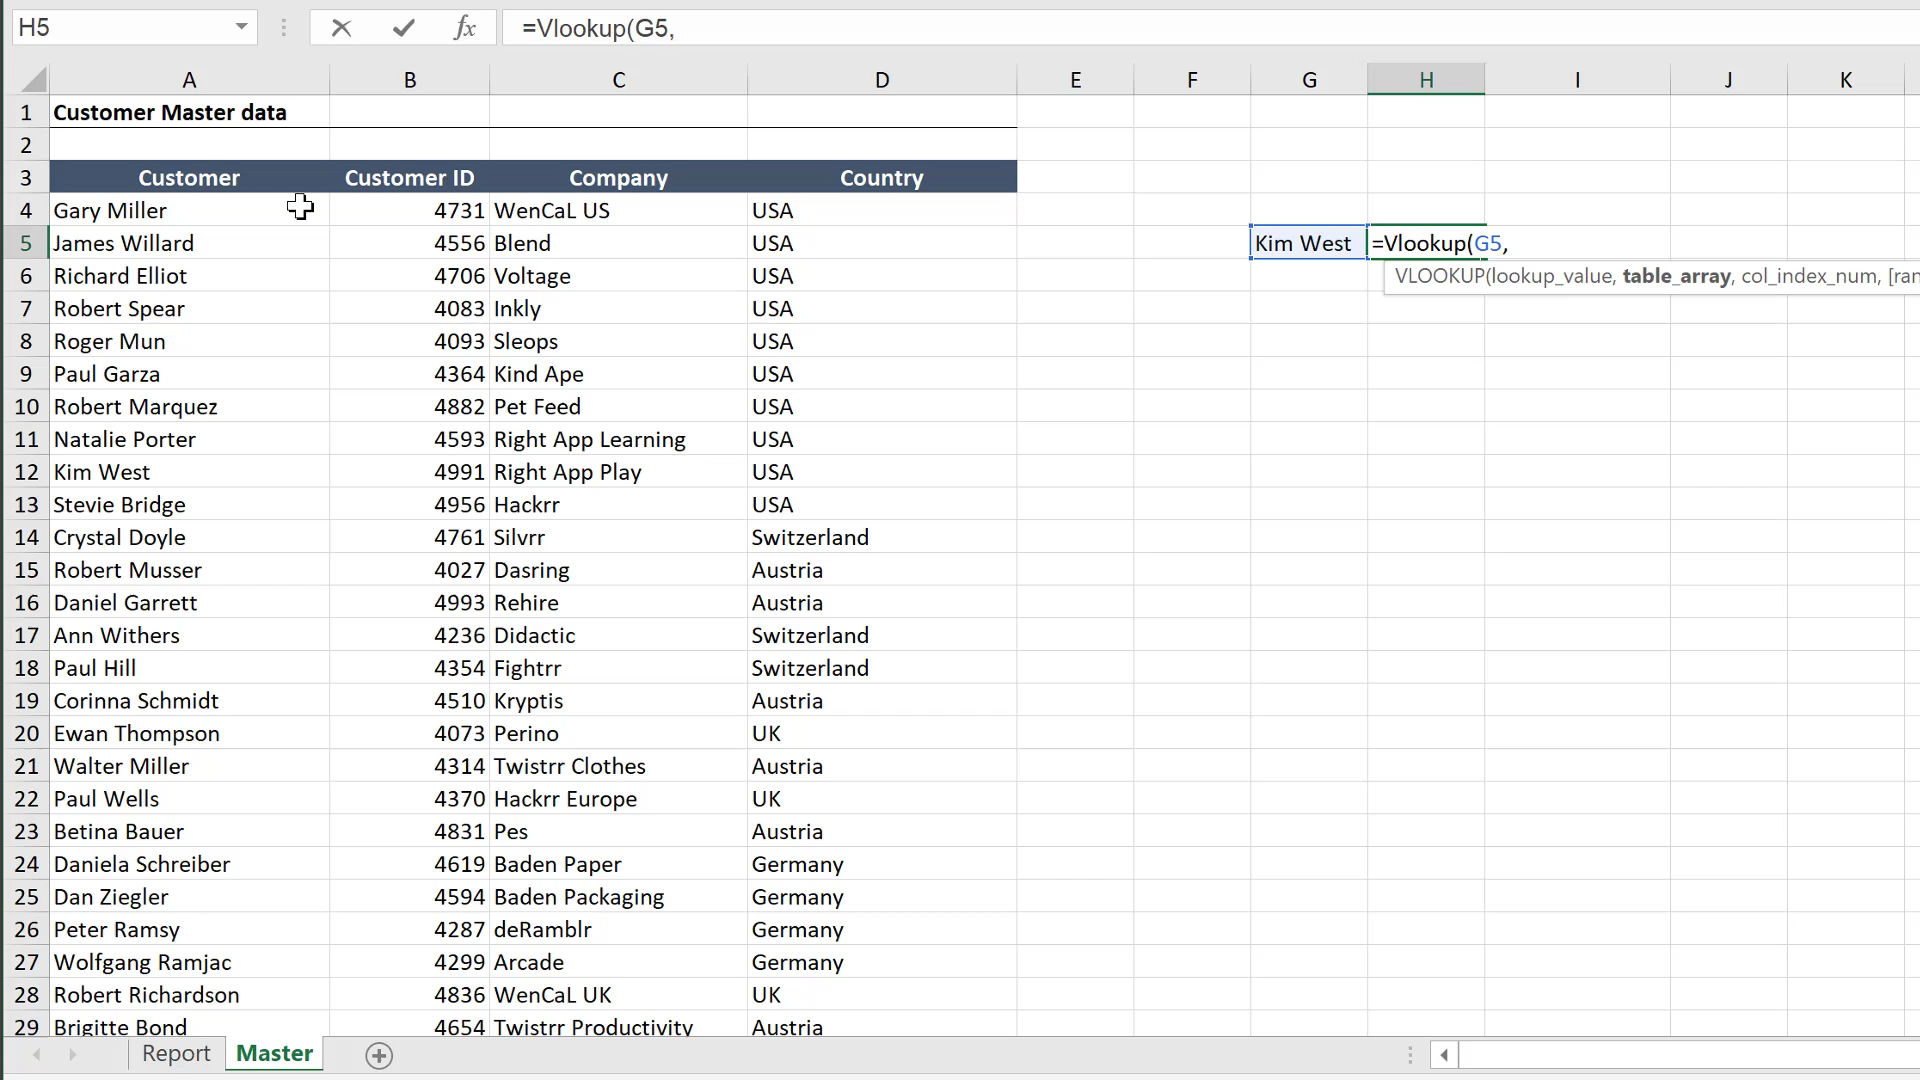 H5 fx =Vlookup(G5,
A B C D E F G H I J K
1 Customer Master data
2
3 Customer Customer ID Company Country
4 Gary Miller 4731 WenCaL US USA
5 James Willard 4556 Blend USA Kim West =Vlookup(G5,
6 Richard Elliot 4706 Voltage USA VLOOKUP(lookup_value, table_array, col_index_num, [ran
7 Robert Spear 4083 Inkly USA
8 Roger Mun 4093 Sleops USA
9 Paul Garza 4364 Kind Ape USA
10 Robert Marquez 4882 Pet Feed USA
11 Natalie Porter 4593 Right App Learning USA
12 Kim West 4991 Right App Play USA
13 Stevie Bridge 4956 Hackrr USA
14 Crystal Doyle 4761 Silvrr Switzerland
15 Robert Musser 4027 Dasring Austria
16 Daniel Garrett 4993 Rehire Austria
17 Ann Withers 4236 Didactic Switzerland
18 Paul Hill 4354 Fightrr Switzerland
19 Corinna Schmidt 4510 Kryptis Austria
20 Ewan Thompson 4073 Perino UK
21 Walter Miller 4314 Twistrr Clothes Austria
22 Paul Wells 4370 Hackrr Europe UK
23 Betina Bauer 4831 Pes Austria
24 Daniela Schreiber 4619 Baden Paper Germany
25 Dan Ziegler 4594 Baden Packaging Germany
26 Peter Ramsy 4287 deRamblr Germany
27 Wolfgang Ramjac 4299 Arcade Germany
28 Robert Richardson 4836 WenCaL UK UK
29 Brigitte Bond 4654 Twistrr Productivity Austria
Report Master